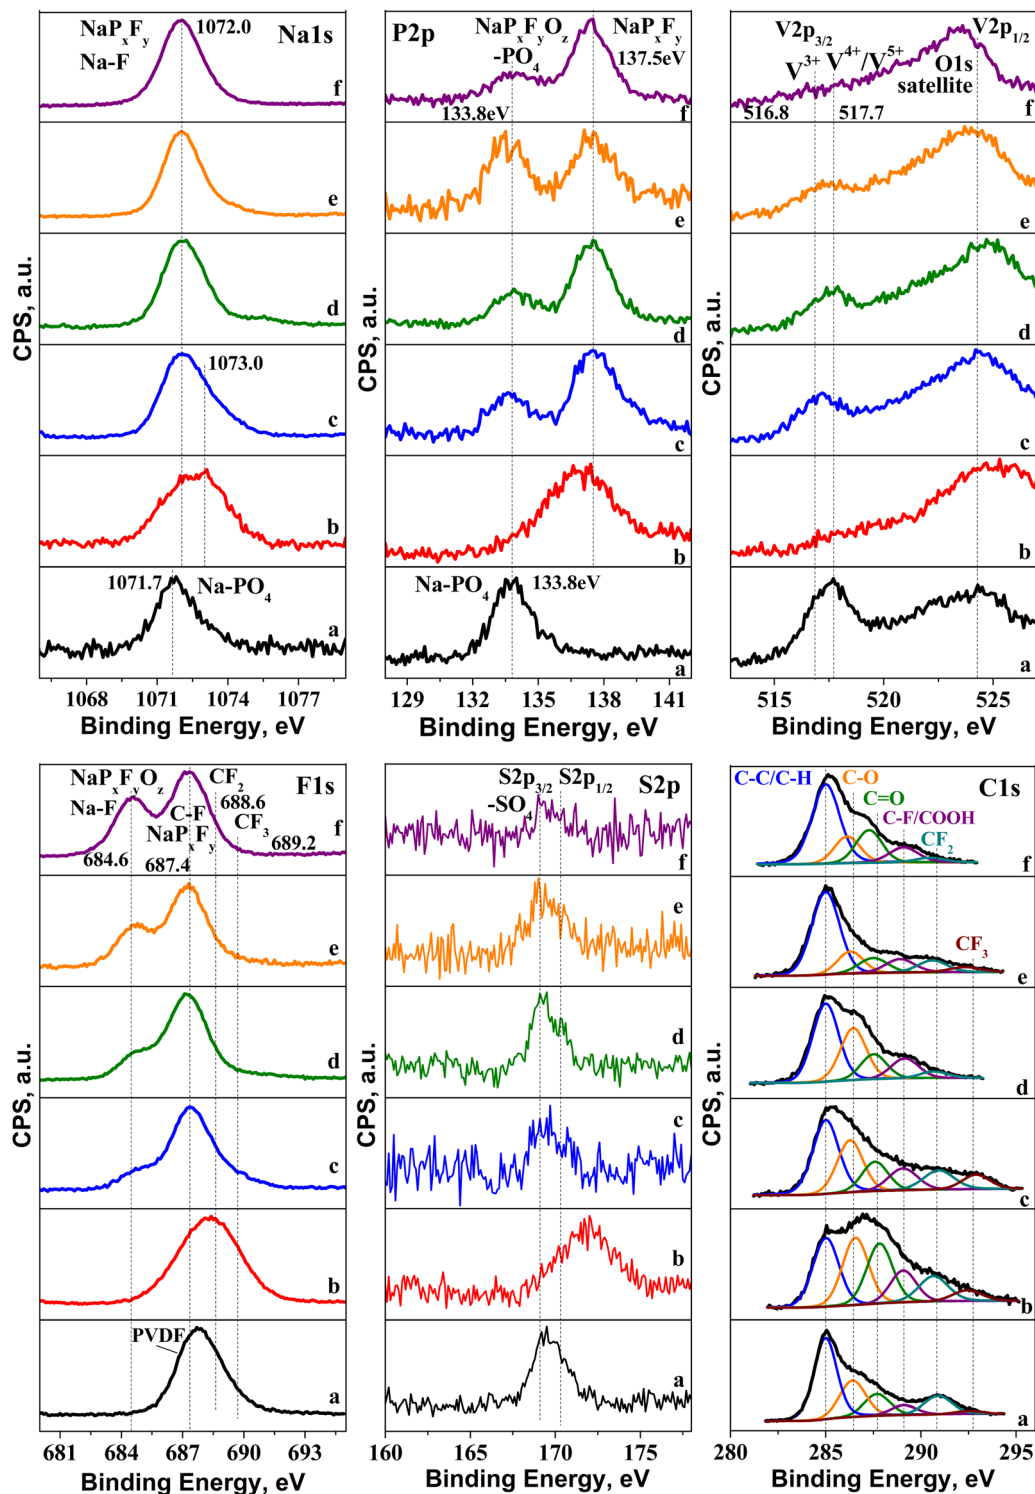 NaPxFy
Na-F
1072.0
Na1s
f
e
d
1073.0
c
b
1071.7
Na-PO4
a
CPS, a.u.
1068 1071 1074 1077
Binding Energy, eV
P2p
NaPxFyOz
-PO4
NaPxFy
137.5eV
133.8eV
f
e
d
c
b
Na-PO4
133.8eV
a
CPS, a.u.
129 132 135 138 141
Binding Energy, eV
V2p3/2
V2p1/2
V3+ V4+/V5+
O1s
satellite
516.8
517.7
f
e
d
c
b
a
515 520 525
Binding Energy, eV
NaPxFyOz
Na-F
CF2
688.6
F1s
C-F
CF3
NaPxFy
689.2
684.6
687.4
f
e
d
c
b
PVDF
a
CPS, a.u.
681 684 687 690 693
Binding Energy, eV
S2p3/2
S2p1/2
S2p
-SO4
f
e
d
c
b
a
CPS, a.u.
160 165 170 175
Binding Energy, eV
C-C/C-H
C-O
C1s
C=O
C-F/COOH
CF2
f
CF3
e
d
c
b
a
CPS, a.u.
280 285 290 295
Binding Energy, eV